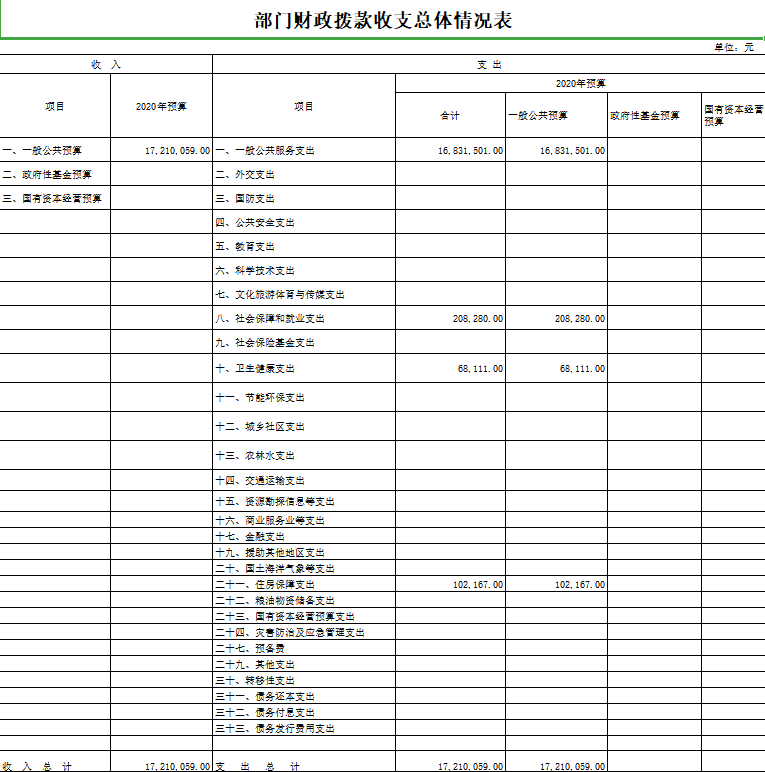 部门财政拨款收支总体情况表
单位：元
收 入 支 出
项目 2020年预算 项目 2020年预算
合计 一般公共预算 政府性基金预算 国有资本经营预算
一、一般公共预算 17,210,059.00 一、一般公共服务支出 16,831,501.00 16,831,501.00
二、政府性基金预算 二、外交支出
三、国有资本经营预算 三、国防支出
四、公共安全支出
五、教育支出
六、科学技术支出
七、文化旅游体育与传媒支出
八、社会保障和就业支出 208,280.00 208,280.00
九、社会保险基金支出
十、卫生健康支出 68,111.00 68,111.00
十一、节能环保支出
十二、城乡社区支出
十三、农林水支出
十四、交通运输支出
十五、资源勘探信息等支出
十六、商业服务业等支出
十七、金融支出
十九、援助其他地区支出
二十、国土海洋气象等支出
二十一、住房保障支出 102,167.00 102,167.00
二十二、粮油物资储备支出
二十三、国有资本经营预算支出
二十四、灾害防治及应急管理支出
二十七、预备费
二十九、其他支出
三十、转移性支出
三十一、债务还本支出
三十二、债务付息支出
三十三、债务发行费用支出
收 入 总 计 17,210,059.00 支 出 总 计 17,210,059.00 17,210,059.00